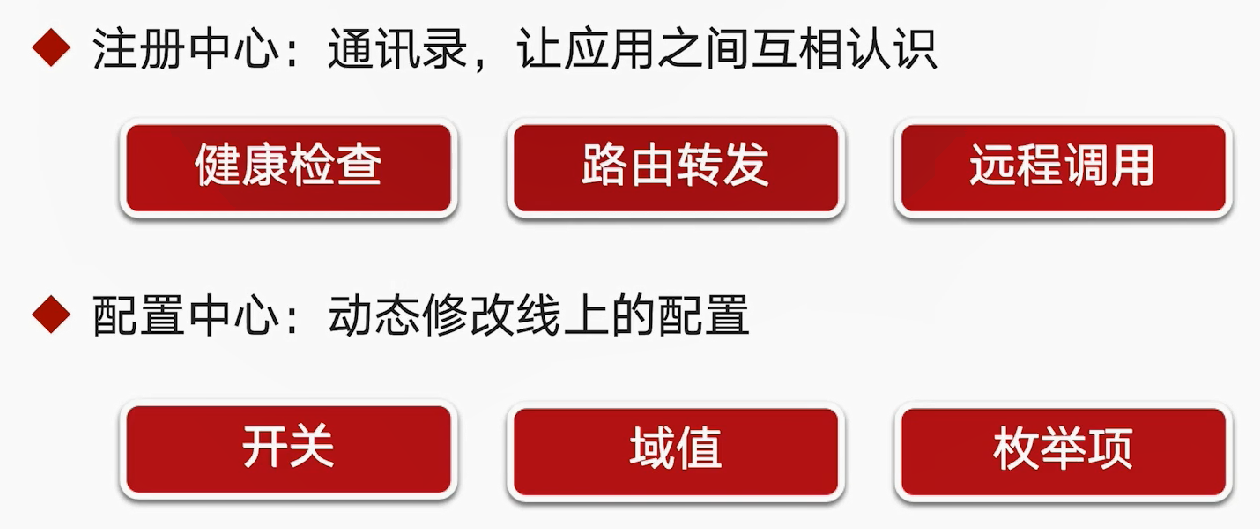 注册中心：通讯录，让应用之间互相认识
健康检查 路由转发 远程调用
配置中心：动态修改线上的配置
开关 域值 枚举项